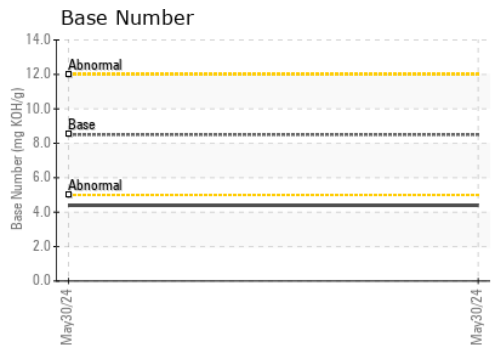 Base Number
Base Number (mg KOH/g)
14.0
12.0
10.0
8.0
6.0
4.0
2.0
0.0
Abnormal
Base
Abnormal
May30/24
May30/24